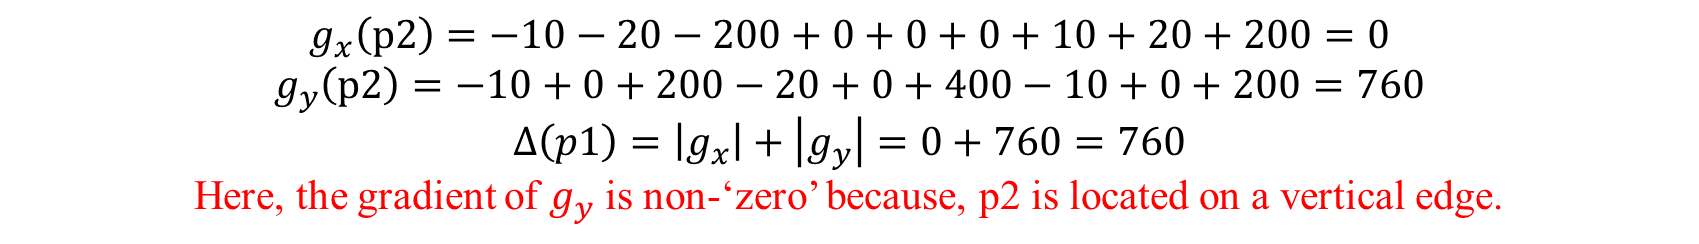 g_x(p2) = −10 − 20 − 200 + 0 + 0 + 0 + 10 + 20 + 200 = 0
g_y(p2) = −10 + 0 + 200 − 20 + 0 + 400 − 10 + 0 + 200 = 760
Δ(p1) = |g_x| + |g_y| = 0 + 760 = 760
Here, the gradient of g_y is non-‘zero’ because, p2 is located on a vertical edge.